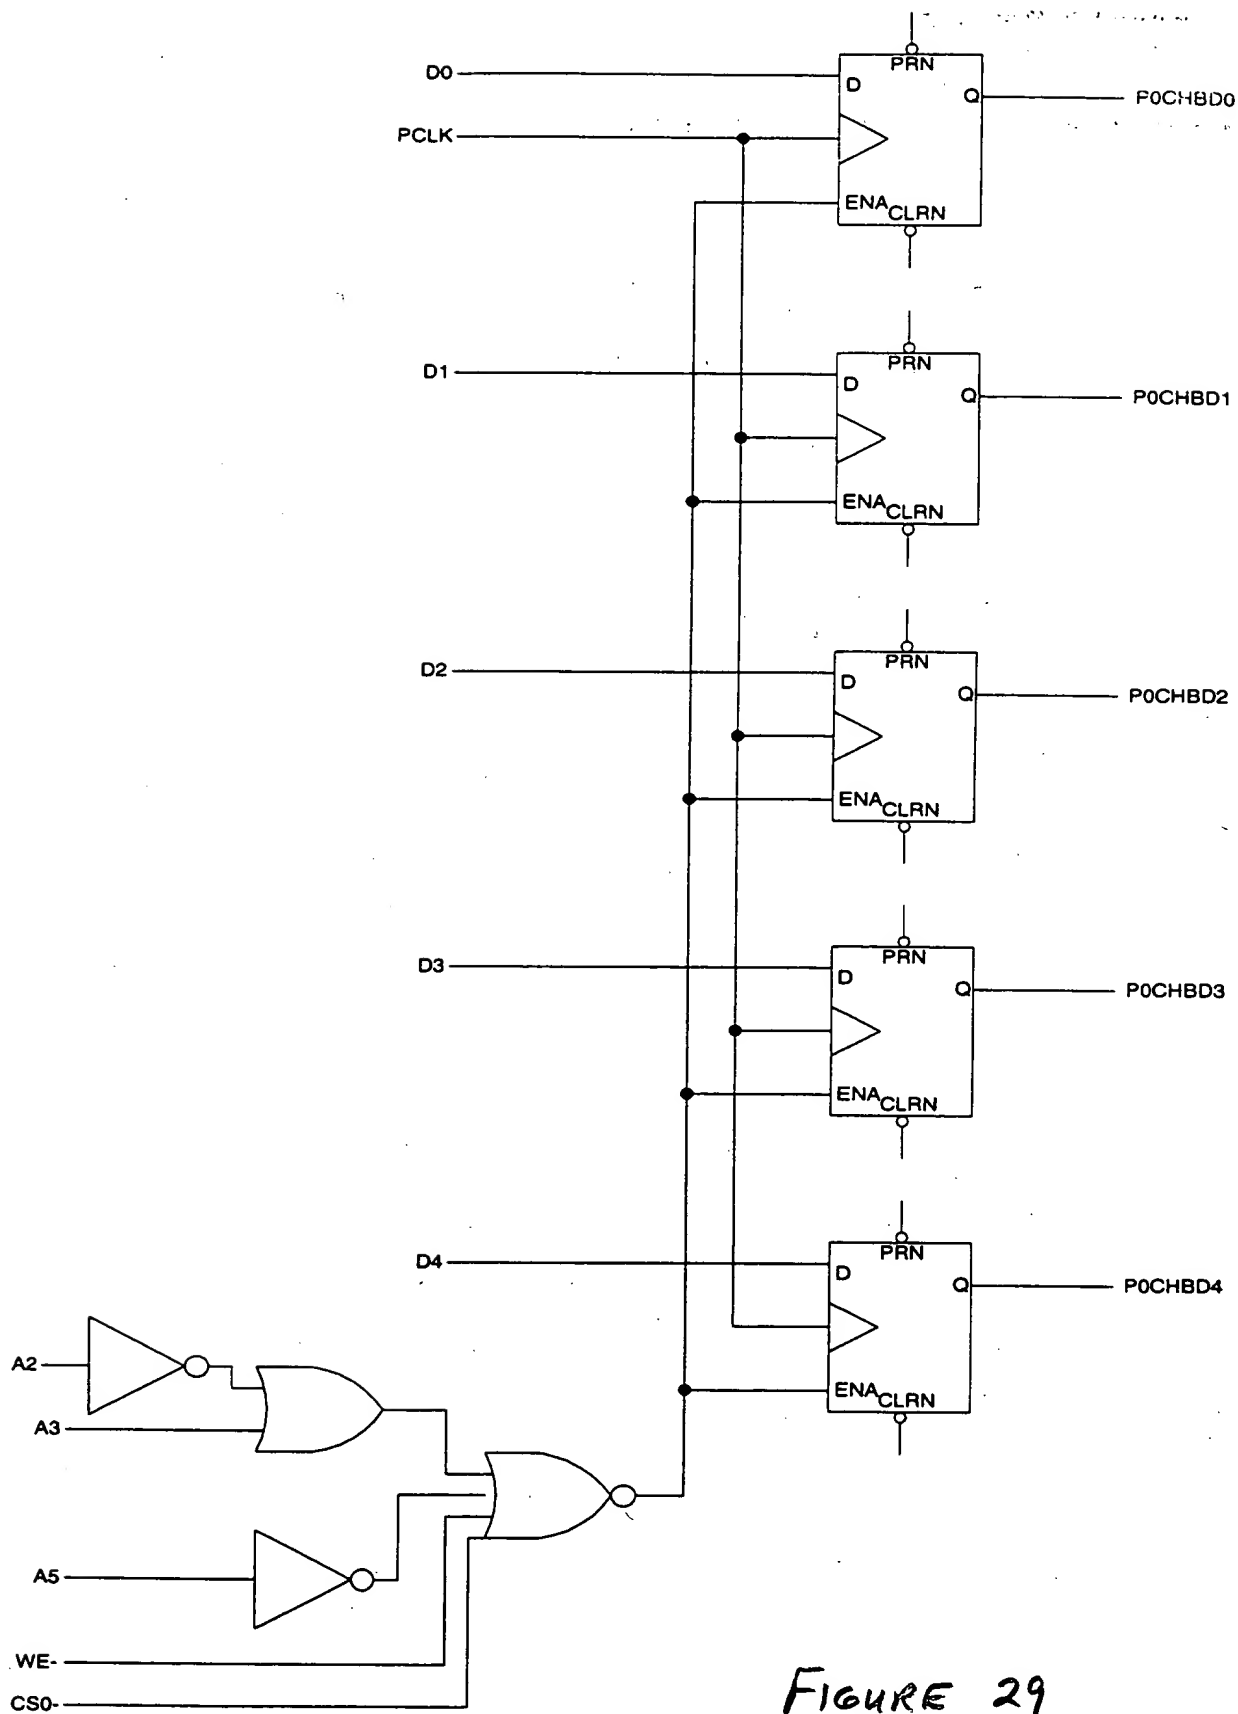 PRN
D0 D Q P0CHBD0
PCLK
ENA CLRN
PRN
D1 D Q P0CHBD1
ENA CLRN
PRN
D2 D Q P0CHBD2
ENA CLRN
PRN
D3 D Q P0CHBD3
ENA CLRN
PRN
D4 D Q P0CHBD4
ENA CLRN
A2
A3
A5
WE-
CS0-
FIGURE 29